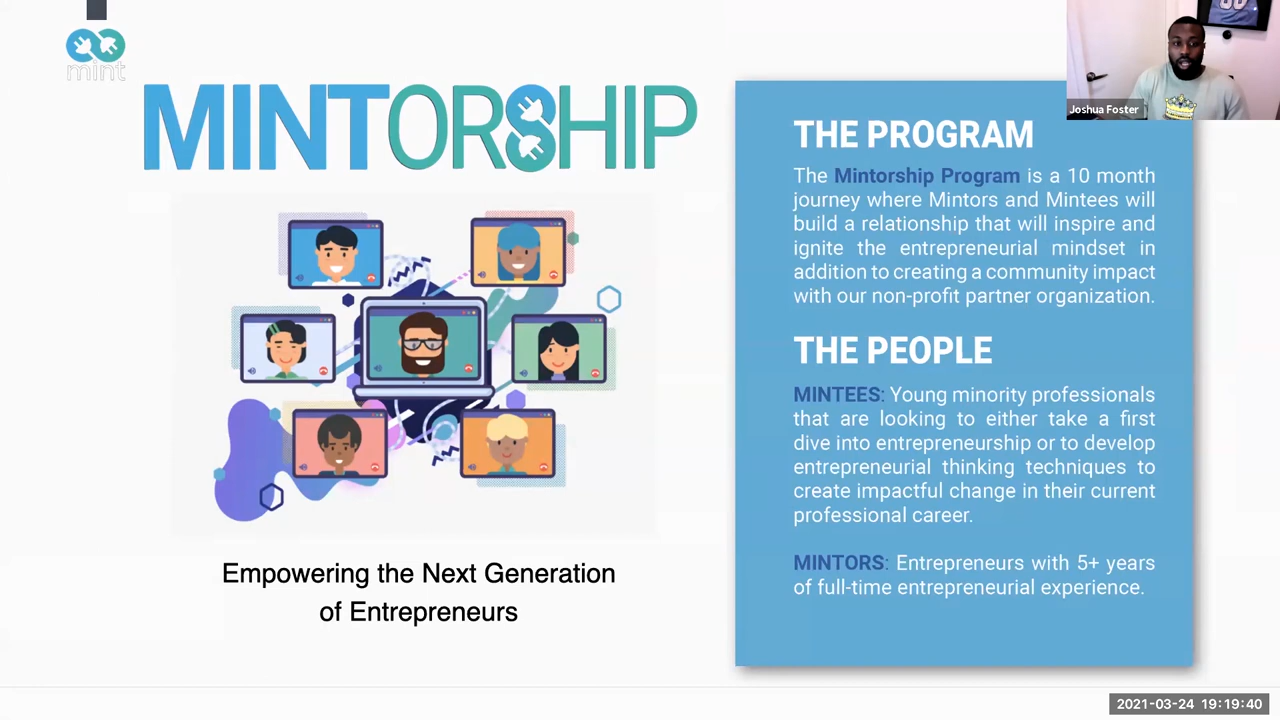 mint
MINTORSHIP
Empowering the Next Generation
of Entrepreneurs
THE PROGRAM
The Mintorship Program is a 10 month
journey where Mintors and Mintees will
build a relationship that will inspire and
ignite the entrepreneurial mindset in
addition to creating a community impact
with our non-profit partner organization.
THE PEOPLE
MINTEES: Young minority professionals
that are looking to either take a first
dive into entrepreneurship or to develop
entrepreneurial thinking techniques to
create impactful change in their current
professional career.
MINTORS: Entrepreneurs with 5+ years
of full-time entrepreneurial experience.
Joshua Foster
2021-03-24 19:19:40